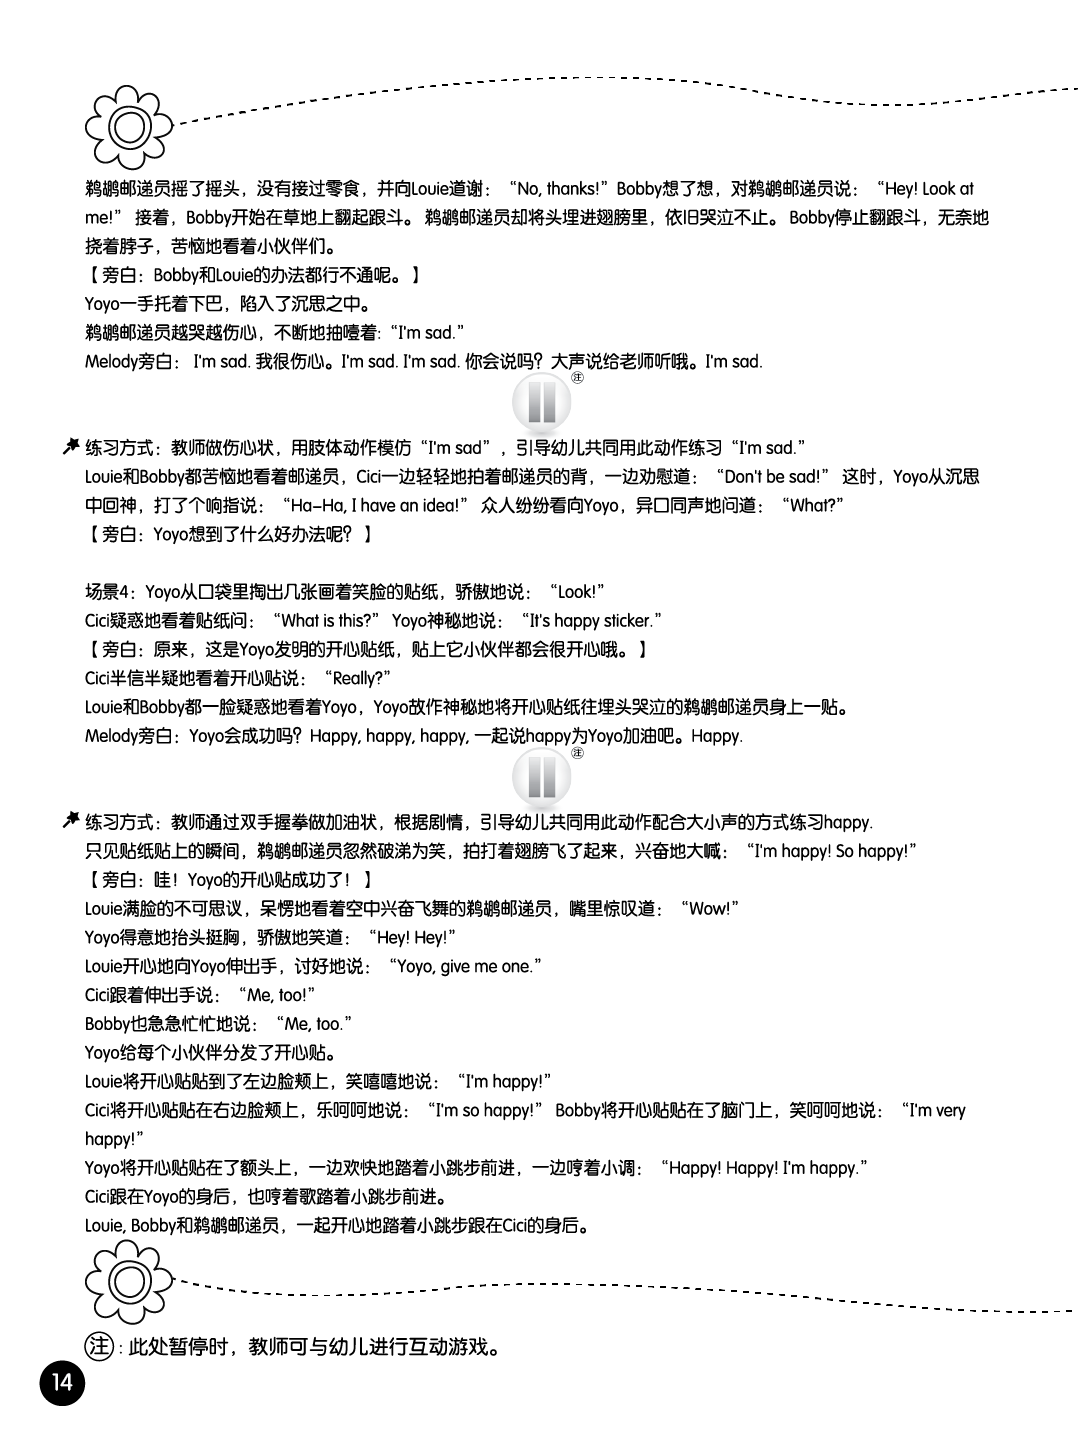 鹈鹕邮递员摇了摇头，没有接过零食，并向Louie道谢：“No, thanks!”Bobby想了想，对鹈鹕邮递员说：“Hey! Look at
me!” 接着，Bobby开始在草地上翻起跟斗。鹈鹕邮递员却将头埋进翅膀里，依旧哭泣不止。Bobby停止翻跟斗，无奈地
挠着脖子，苦恼地看着小伙伴们。
【旁白：Bobby和Louie的办法都行不通呢。】
Yoyo一手托着下巴，陷入了沉思之中。
鹈鹕邮递员越哭越伤心，不断地抽噎着:“I'm sad.”
Melody旁白： I'm sad. 我很伤心。I'm sad. I'm sad. 你会说吗？大声说给老师听哦。I'm sad.
注
练习方式：教师做伤心状，用肢体动作模仿“I'm sad”，引导幼儿共同用此动作练习“I'm sad.”
Louie和Bobby都苦恼地看着邮递员，Cici一边轻轻地拍着邮递员的背，一边劝慰道：“Don't be sad!” 这时，Yoyo从沉思
中回神，打了个响指说：“Ha-Ha, I have an idea!” 众人纷纷看向Yoyo，异口同声地问道：“What?”
【旁白：Yoyo想到了什么好办法呢？】
场景4：Yoyo从口袋里掏出几张画着笑脸的贴纸，骄傲地说：“Look!”
Cici疑惑地看着贴纸问：“What is this?” Yoyo神秘地说：“It's happy sticker.”
【旁白：原来，这是Yoyo发明的开心贴纸，贴上它小伙伴都会很开心哦。】
Cici半信半疑地看着开心贴说：“Really?”
Louie和Bobby都一脸疑惑地看着Yoyo，Yoyo故作神秘地将开心贴纸往埋头哭泣的鹈鹕邮递员身上一贴。
Melody旁白：Yoyo会成功吗？Happy, happy, happy, 一起说happy为Yoyo加油吧。Happy.
注
练习方式：教师通过双手握拳做加油状，根据剧情，引导幼儿共同用此动作配合大小声的方式练习happy.
只见贴纸贴上的瞬间，鹈鹕邮递员忽然破涕为笑，拍打着翅膀飞了起来，兴奋地大喊：“I'm happy! So happy!”
【旁白：哇！Yoyo的开心贴成功了！】
Louie满脸的不可思议，呆愣地看着空中兴奋飞舞的鹈鹕邮递员，嘴里惊叹道：“Wow!”
Yoyo得意地抬头挺胸，骄傲地笑道：“Hey! Hey!”
Louie开心地向Yoyo伸出手，讨好地说：“Yoyo, give me one.”
Cici跟着伸出手说：“Me, too!”
Bobby也急急忙忙地说：“Me, too.”
Yoyo给每个小伙伴分发了开心贴。
Louie将开心贴贴到了左边脸颊上，笑嘻嘻地说：“I'm happy!”
Cici将开心贴贴在右边脸颊上，乐呵呵地说：“I'm so happy!” Bobby将开心贴贴在了脑门上，笑呵呵地说：“I'm very
happy!”
Yoyo将开心贴贴在了额头上，一边欢快地踏着小跳步前进，一边哼着小调：“Happy! Happy! I'm happy.”
Cici跟在Yoyo的身后，也哼着歌踏着小跳步前进。
Louie, Bobby和鹈鹕邮递员，一起开心地踏着小跳步跟在Cici的身后。
注：此处暂停时，教师可与幼儿进行互动游戏。
14